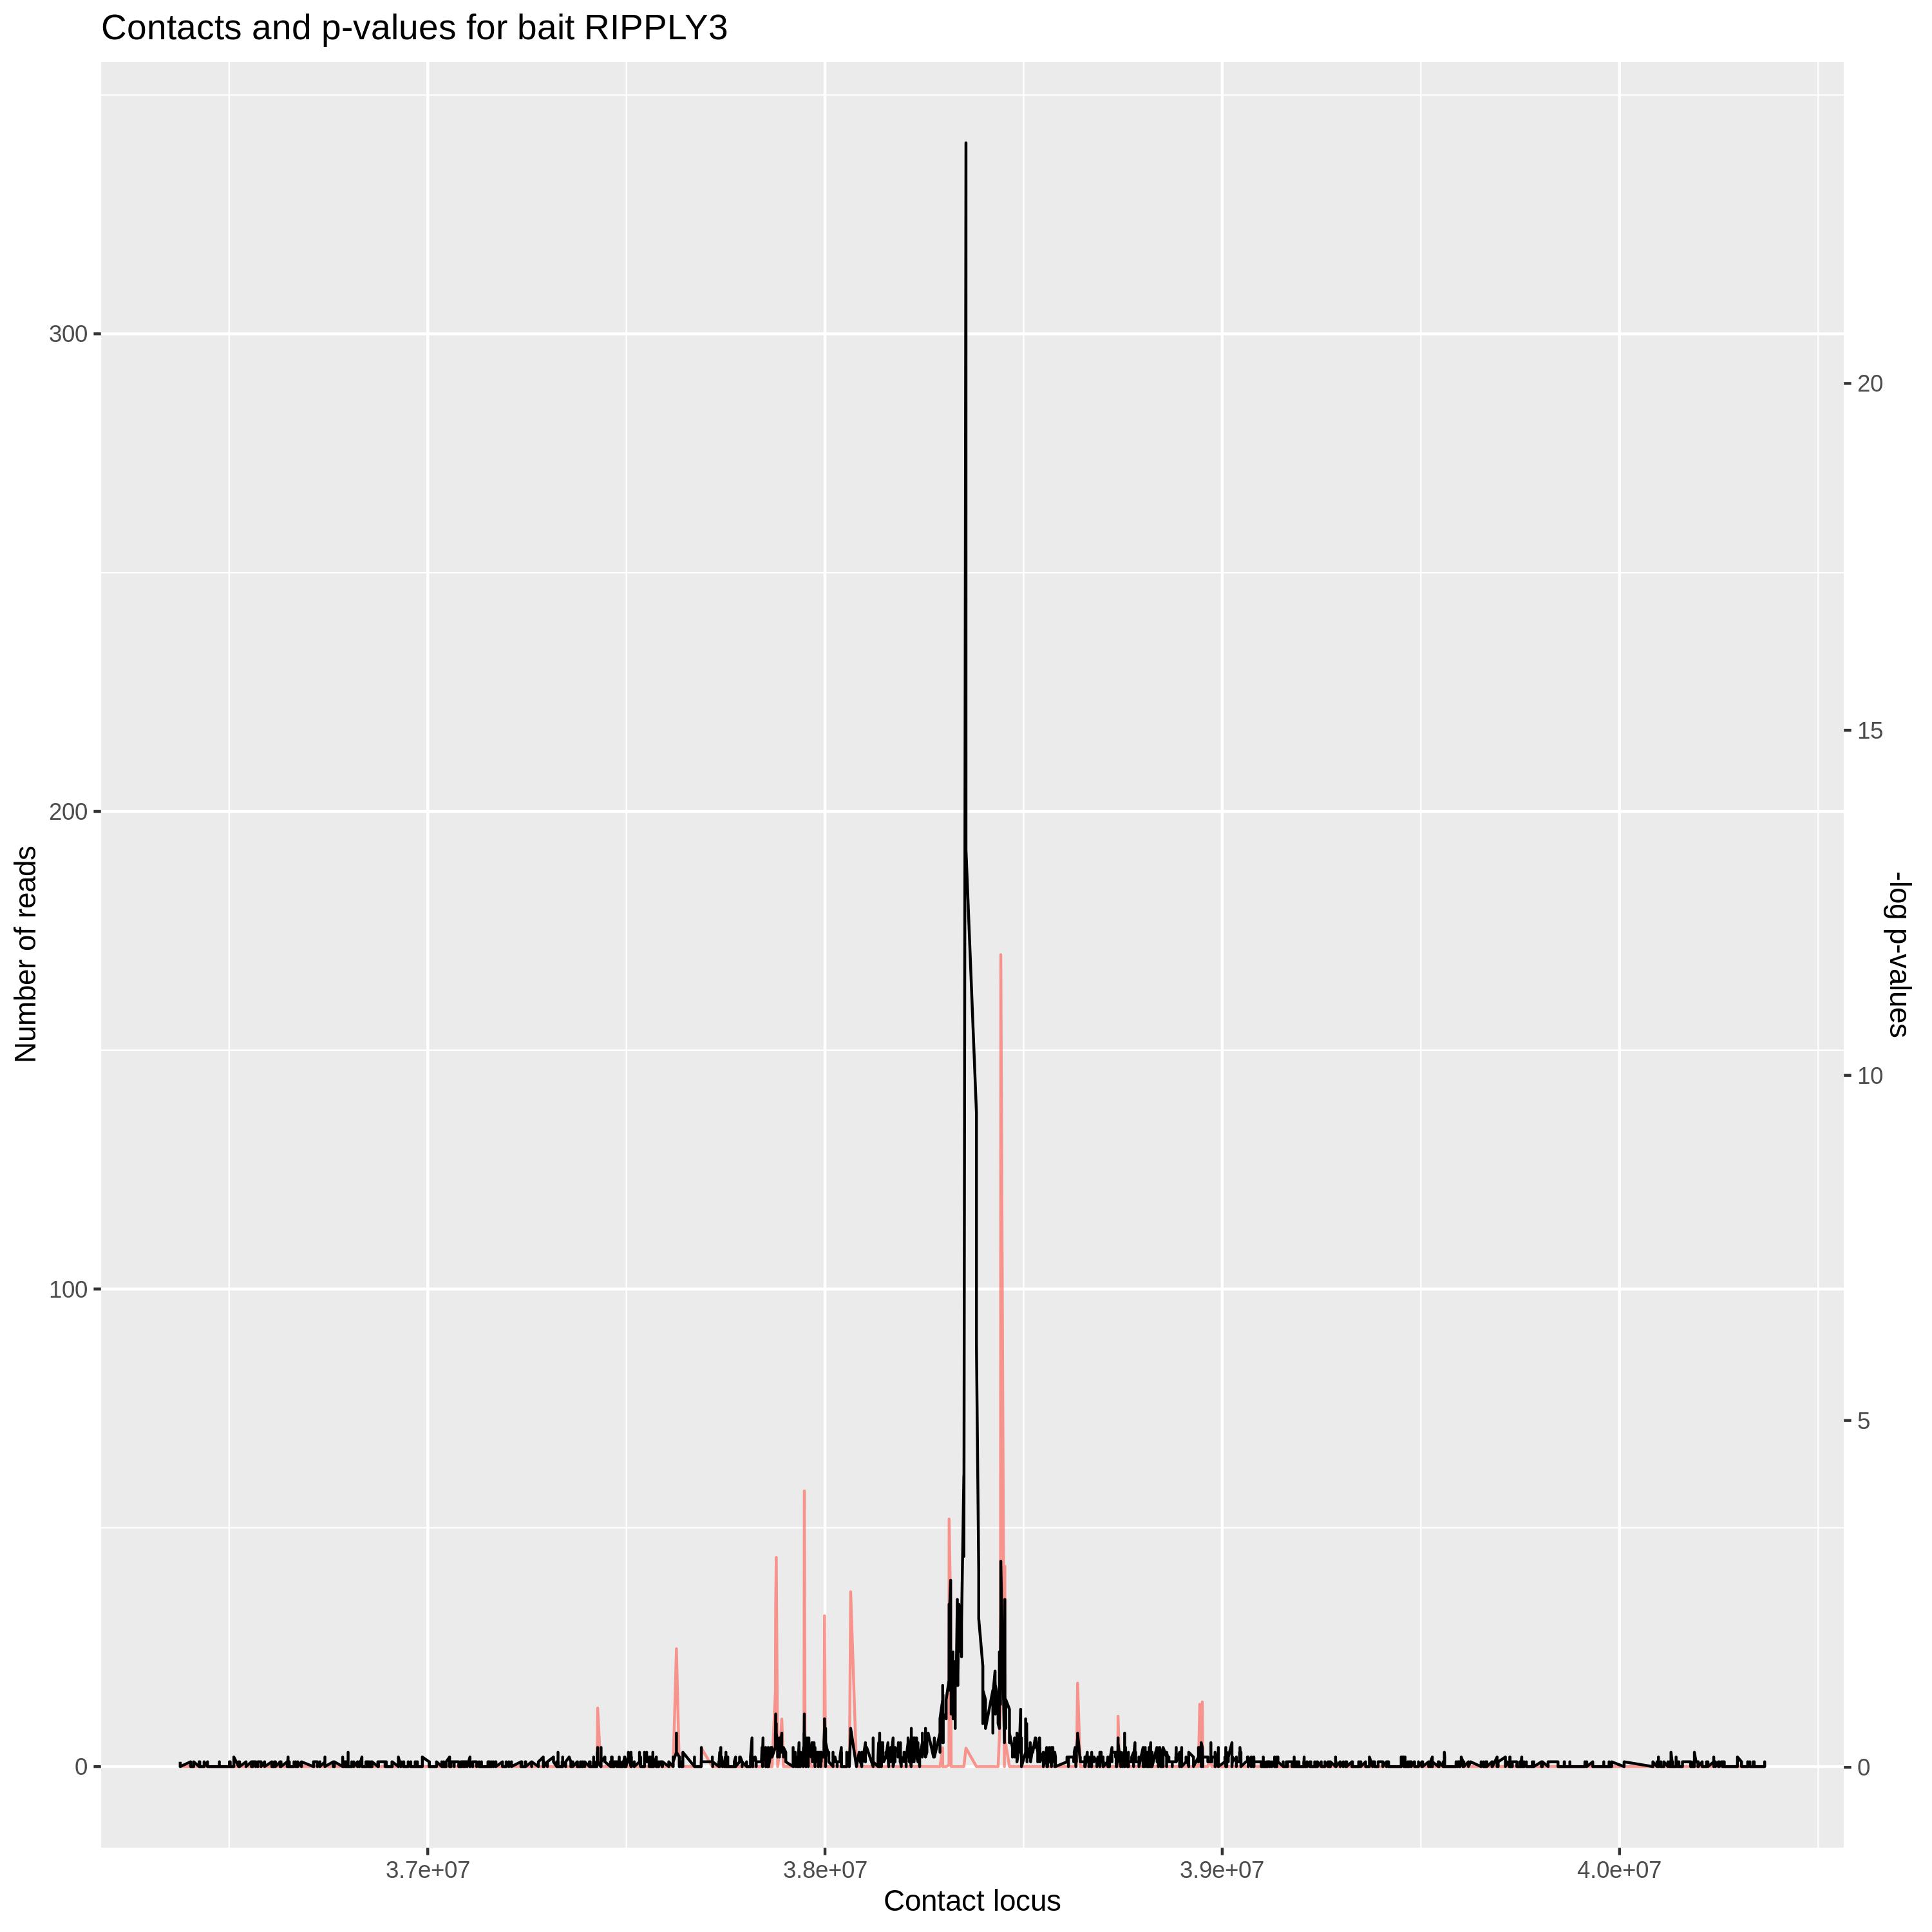 Contacts and p-values for bait RIPPLY3
300
200
100
0
Number of reads
20
15
10
5
0
-log p-values
3.7e+07
3.8e+07
3.9e+07
4.0e+07
Contact locus